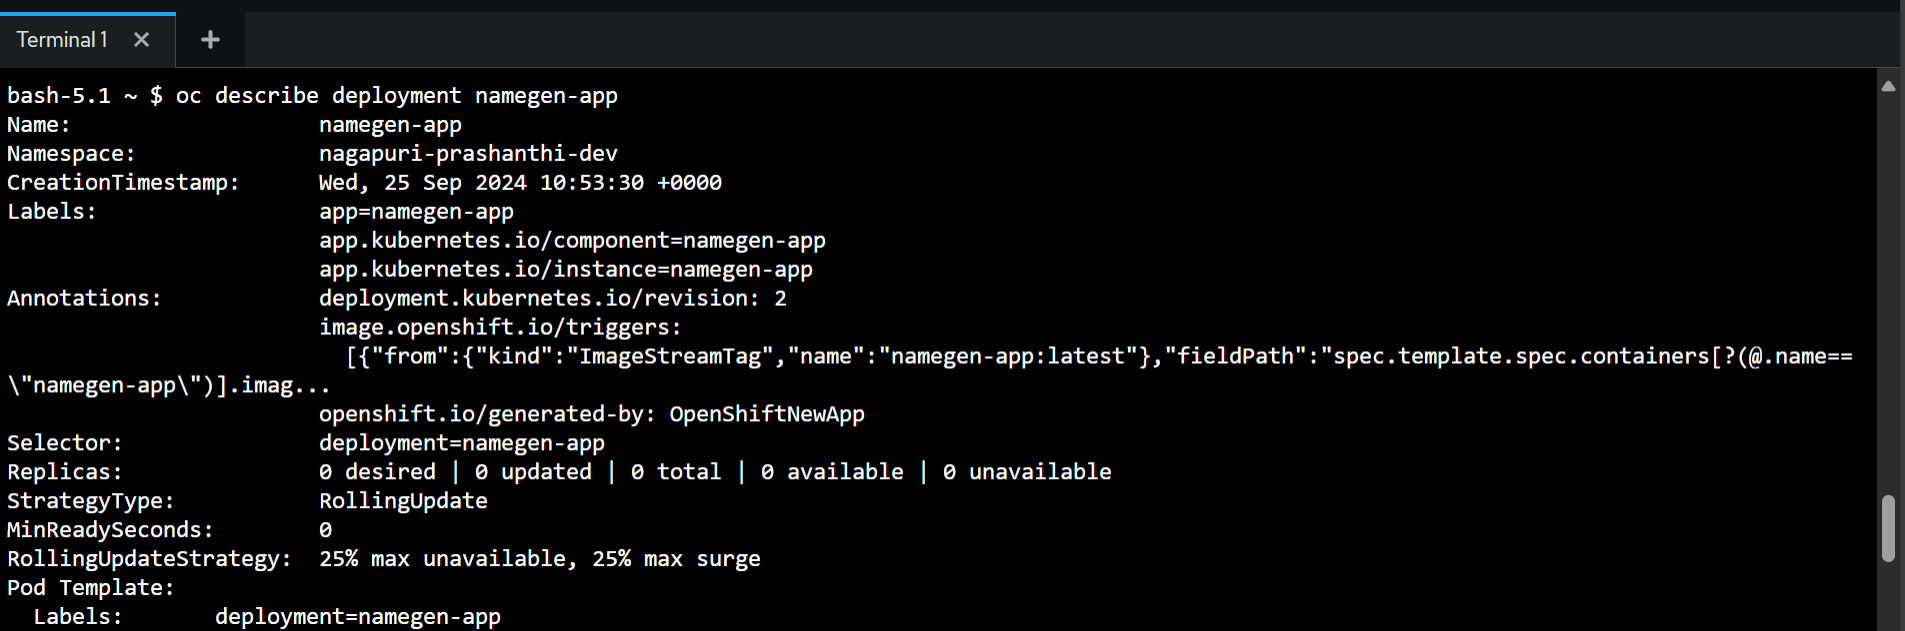 Terminal 1
bash-5.1 ~ $ oc describe deployment namegen-app
Name:                   namegen-app
Namespace:              nagapuri-prashanthi-dev
CreationTimestamp:      Wed, 25 Sep 2024 10:53:30 +0000
Labels:                 app=namegen-app
                        app.kubernetes.io/component=namegen-app
                        app.kubernetes.io/instance=namegen-app
Annotations:            deployment.kubernetes.io/revision: 2
                        image.openshift.io/triggers:
                          [{"from":{"kind":"ImageStreamTag","name":"namegen-app:latest"},"fieldPath":"spec.template.spec.containers[?(@.name==
\"namegen-app\")].imag...
                        openshift.io/generated-by: OpenShiftNewApp
Selector:               deployment=namegen-app
Replicas:               0 desired | 0 updated | 0 total | 0 available | 0 unavailable
StrategyType:           RollingUpdate
MinReadySeconds:        0
RollingUpdateStrategy:  25% max unavailable, 25% max surge
Pod Template:
  Labels:       deployment=namegen-app